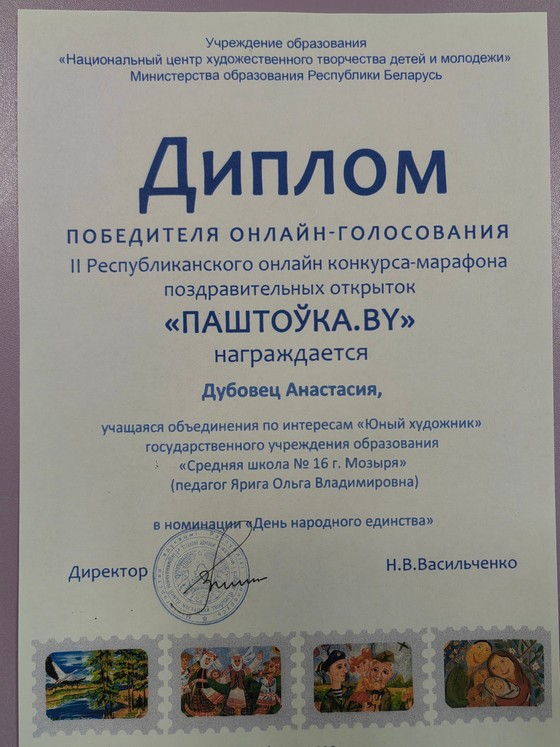 Учреждение образования
«Национальный центр художественного творчества детей и молодежи»
Министерства образования Республики Беларусь
Диплом
ПОБЕДИТЕЛЯ ОНЛАЙН-ГОЛОСОВАНИЯ
II Республиканского онлайн конкурса-марафона
поздравительных открыток
«ПАШТОЎКА.BY»
награждается
Дубовец Анастасия,
учащаяся объединения по интересам «Юный художник»
государственного учреждения образования
«Средняя школа № 16 г. Мозыря»
(педагог Ярига Ольга Владимировна)
в номинации «День народного единства»
Директор Н.В.Васильченко